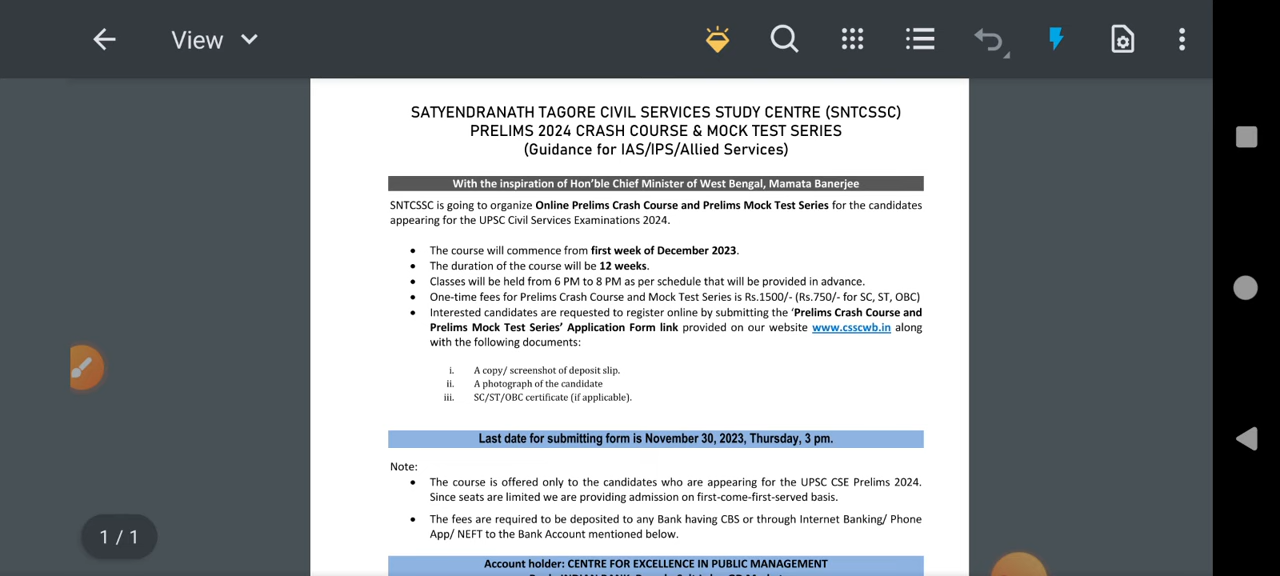 View
SATYENDRANATH TAGORE CIVIL SERVICES STUDY CENTRE (SNTCSSC)
PRELIMS 2024 CRASH COURSE & MOCK TEST SERIES
(Guidance for IAS/IPS/Allied Services)
With the inspiration of Hon'ble Chief Minister of West Bengal, Mamata Banerjee
SNTCSSC is going to organize Online Prelims Crash Course and Prelims Mock Test Series for the candidates
appearing for the UPSC Civil Services Examinations 2024.
• The course will commence from first week of December 2023.
• The duration of the course will be 12 weeks.
• Classes will be held from 6 PM to 8 PM as per schedule that will be provided in advance.
• One-time fees for Prelims Crash Course and Mock Test Series is Rs.1500/- (Rs.750/- for SC, ST, OBC)
• Interested candidates are requested to register online by submitting the 'Prelims Crash Course and
Prelims Mock Test Series' Application Form link provided on our website www.csscwb.in along
with the following documents:
i. A copy/ screenshot of deposit slip.
ii. A photograph of the candidate
iii. SC/ST/OBC certificate (if applicable).
Last date for submitting form is November 30, 2023, Thursday, 3 pm.
Note:
• The course is offered only to the candidates who are appearing for the UPSC CSE Prelims 2024.
Since seats are limited we are providing admission on first-come-first-served basis.
• The fees are required to be deposited to any Bank having CBS or through Internet Banking/ Phone
App/ NEFT to the Bank Account mentioned below.
Account holder: CENTRE FOR EXCELLENCE IN PUBLIC MANAGEMENT
1 / 1